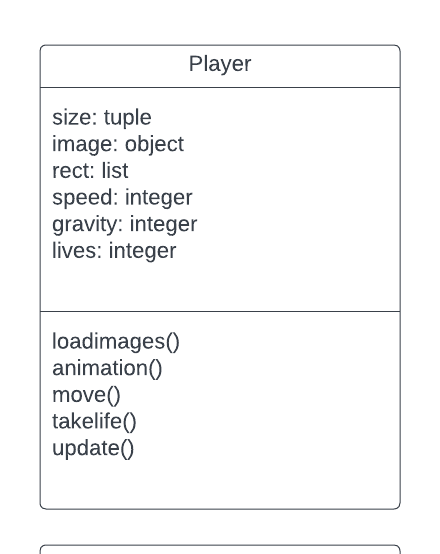 Player
size: tuple
image: object
rect: list
speed: integer
gravity: integer
lives: integer
loadimages()
animation()
move()
takelife()
update()